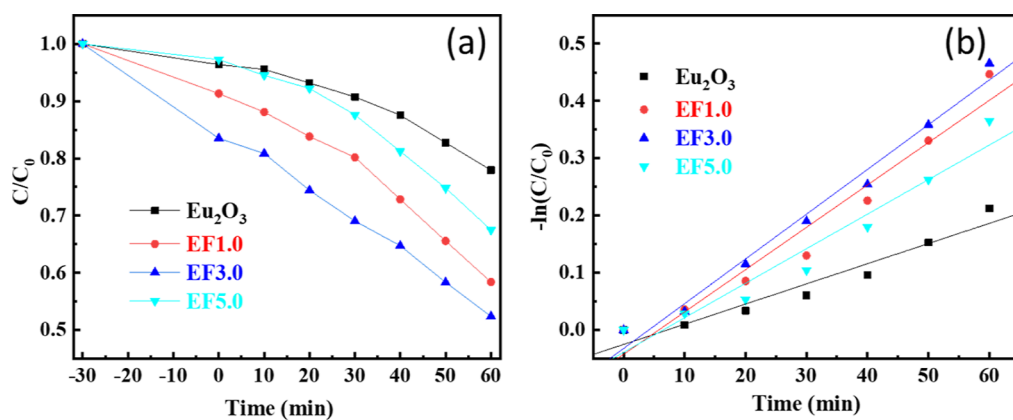 (a)
C/C₀
1.0
0.9
0.8
0.7
0.6
0.5
Eu₂O₃
EF1.0
EF3.0
EF5.0
-30 -20 -10 0 10 20 30 40 50 60
Time (min)
(b)
-ln(C/C₀)
0.5
0.4
0.3
0.2
0.1
0.0
Eu₂O₃
EF1.0
EF3.0
EF5.0
0 10 20 30 40 50 60
Time (min)